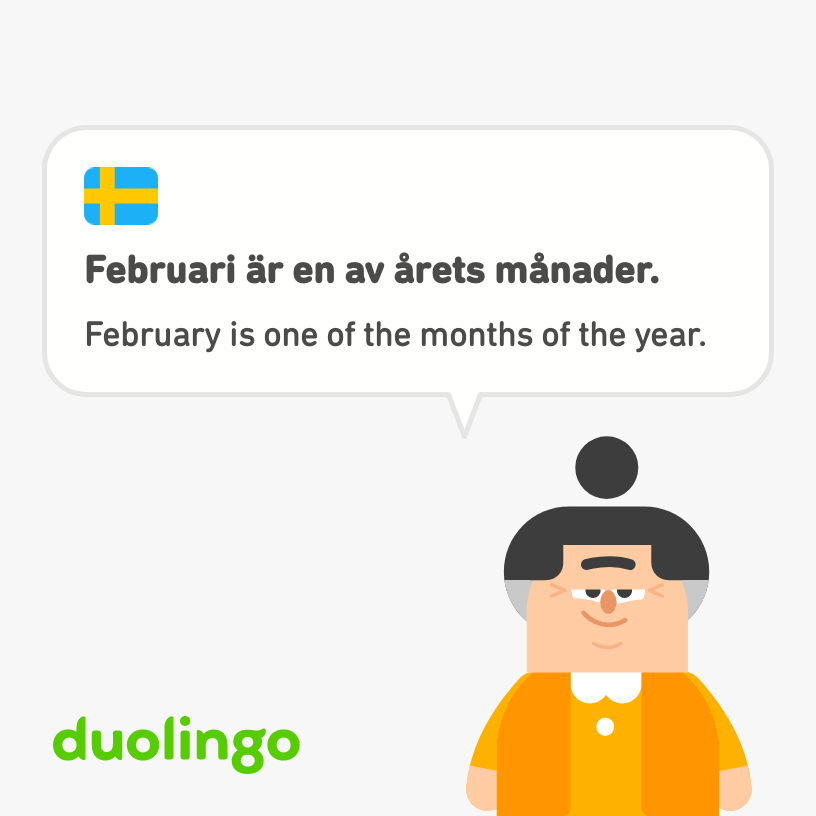 Februari är en av årets månader.
February is one of the months of the year.
duolingo